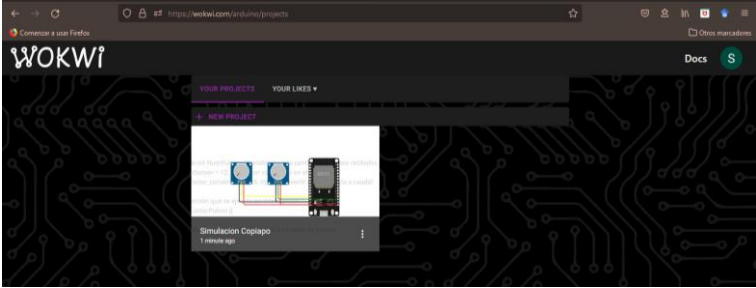 https://wokwi.com/arduino/projects
Comenzar a usar Firefox
Otros marcadores
WOKWI
Docs
S
YOUR PROJECTS
YOUR LIKES ♥
+ NEW PROJECT
Simulacion Copiapo
1 minute ago